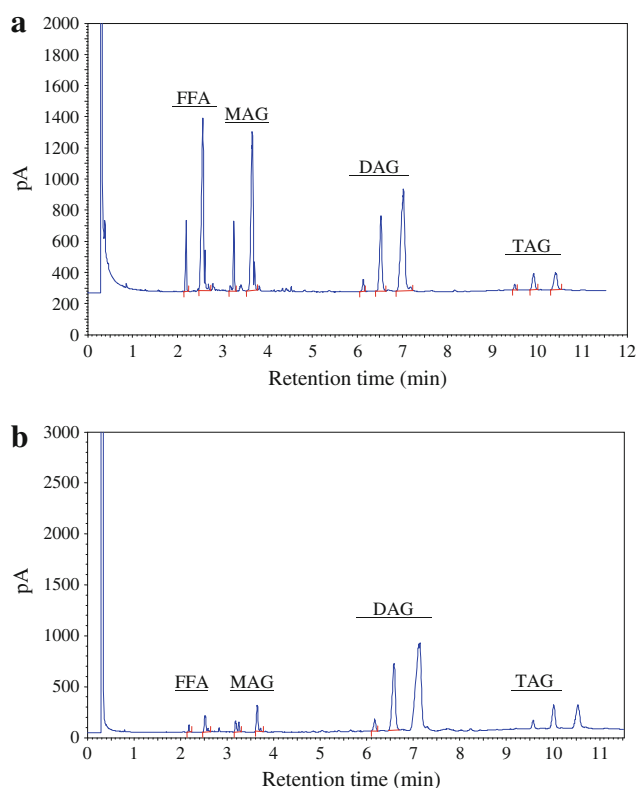 a
2000
1800
1600
1400
1200
1000
800
600
400
200
0
pA
FFA
MAG
DAG
TAG
0 1 2 3 4 5 6 7 8 9 10 11 12
Retention time (min)
b
3000
2500
2000
1500
1000
500
0
pA
FFA
MAG
DAG
TAG
0 1 2 3 4 5 6 7 8 9 10 11
Retention time (min)